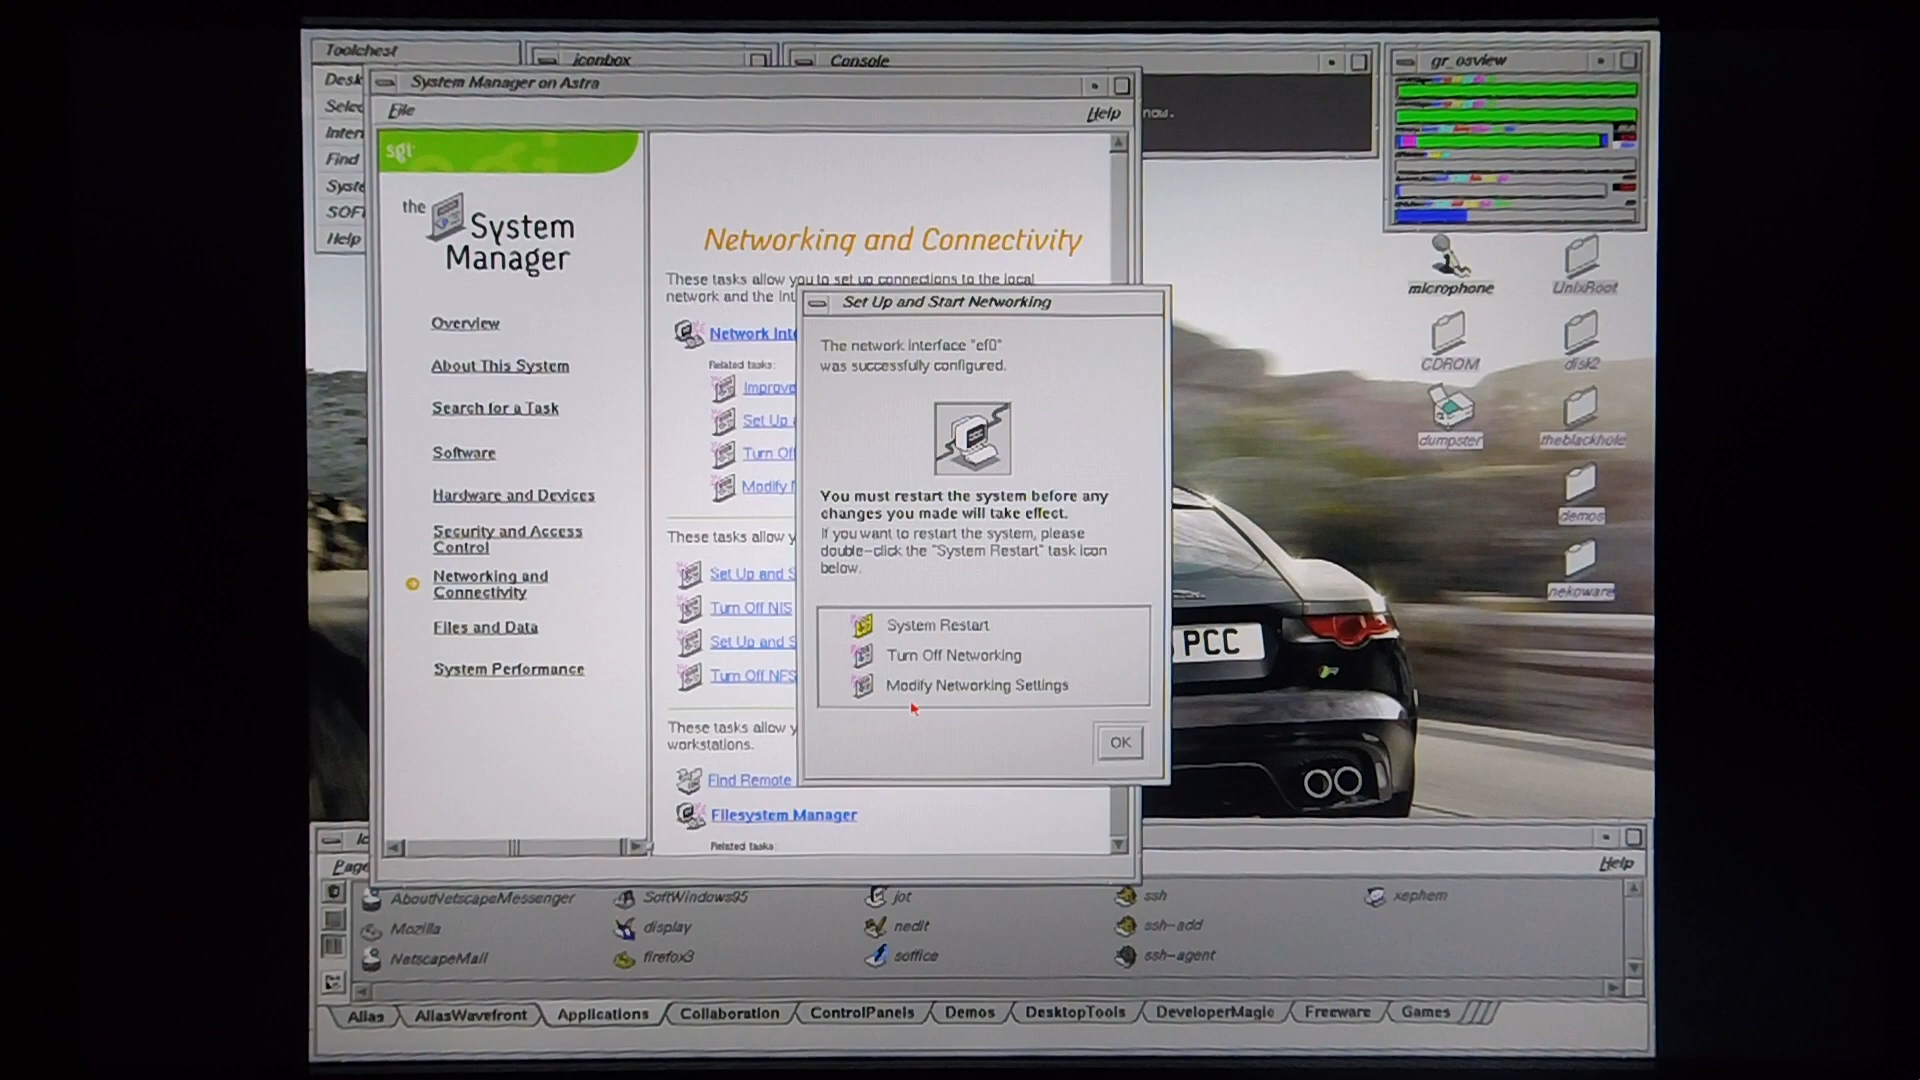 Toolchest
iconbox
Console
gr_osview
Desk
Selec
Inter
Find
Syste
SOFT
Help
System Manager on Astra
File
Help
now.
sgi
the
System
Manager
Overview
About This System
Search for a Task
Software
Hardware and Devices
Security and Access
Control
Networking and
Connectivity
Files and Data
System Performance
Networking and Connectivity
These tasks allow you to set up connections to the local
network and the Int
Network Inte
Related tasks:
Improve
Set Up a
Turn Off
Modify N
These tasks allow y
Set Up and S
Turn Off NIS
Set Up and S
Turn Off NFS
These tasks allow y
workstations.
Find Remote
Filesystem Manager
Related tasks
Set Up and Start Networking
The network interface "ef0"
was successfully configured.
You must restart the system before any
changes you made will take effect.
If you want to restart the system, please
double-click the "System Restart" task icon
below.
System Restart
Turn Off Networking
Modify Networking Settings
OK
microphone
UnixRoot
CDROM
disk2
dumpster
theblackhole
demos
nekoware
PCC
Ic
Page
Help
AboutNetscapeMessenger
SoftWindows95
jot
ssh
xephem
Mozilla
display
nedit
ssh-add
NetscapeMail
firefox3
soffice
ssh-agent
Alias
AliasWavefront
Applications
Collaboration
ControlPanels
Demos
DesktopTools
DeveloperMagic
Freeware
Games